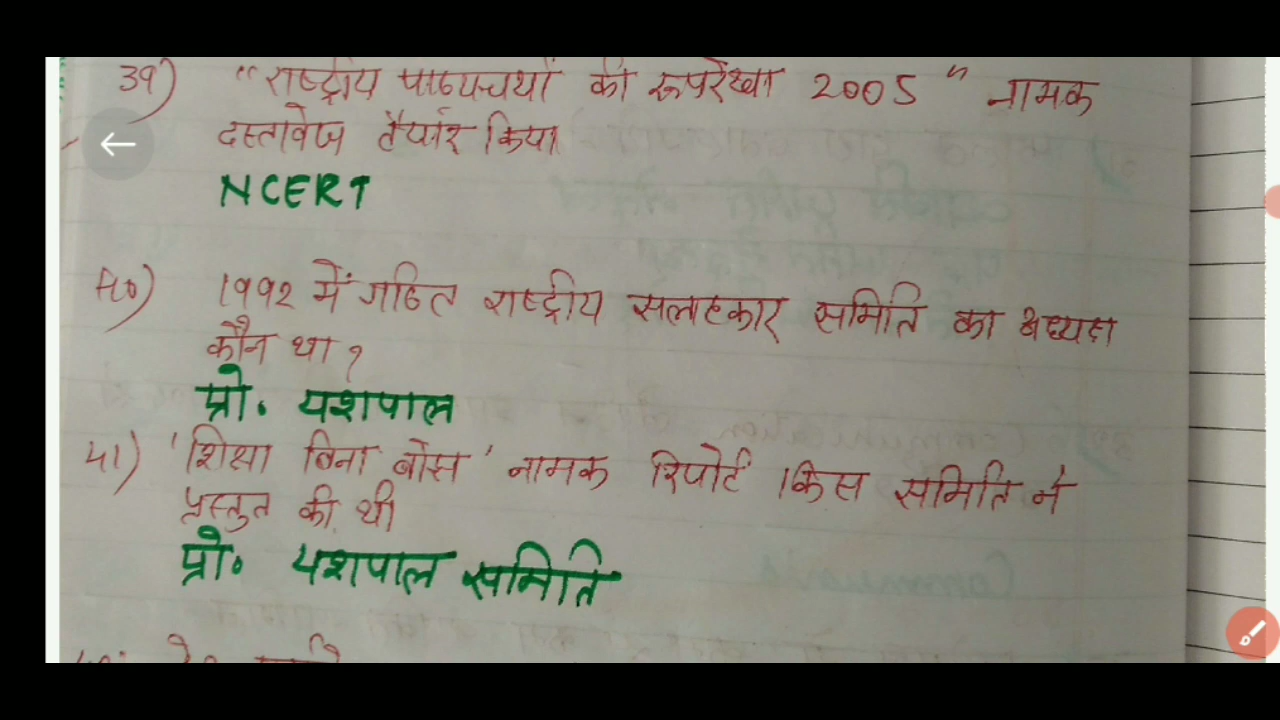 39) "राष्ट्रीय पाठ्यचर्या की रूपरेखा 2005" नामक
दस्तावेज तैयार किया
NCERT
40) १९९२ में गठित राष्ट्रीय सलाहकार समिति का अध्यक्ष
कौन था ?
प्रो. यशपाल
41) 'शिक्षा बिना बोझ' नामक रिपोर्ट किस समिति ने
प्रस्तुत की थी
प्रो. यशपाल समिति